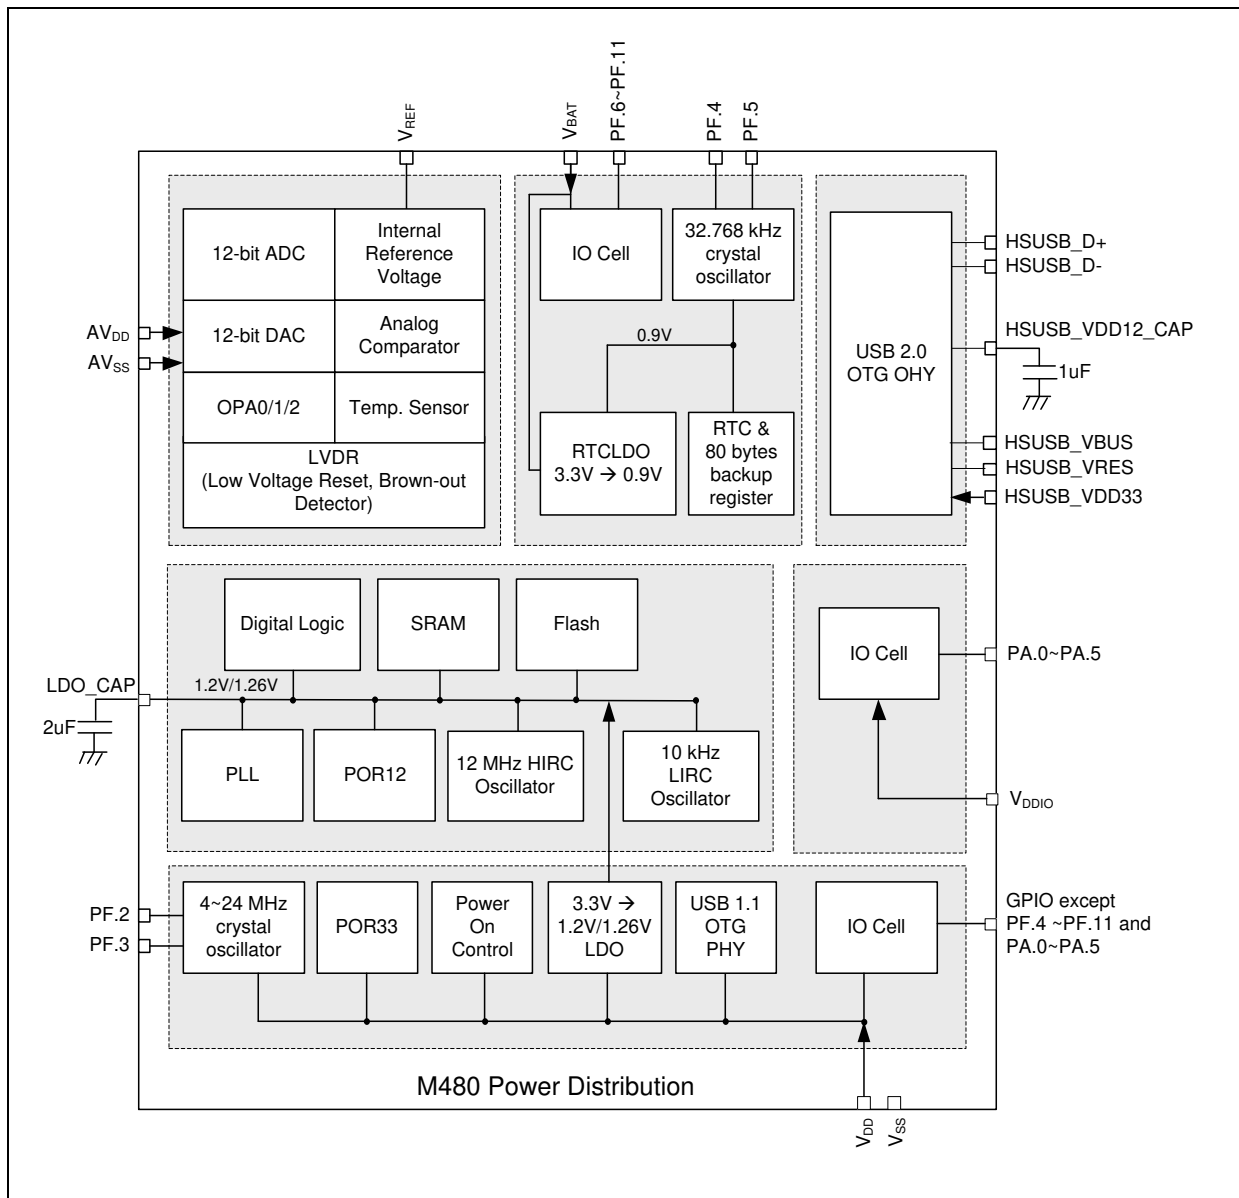 VREF
VBAT
PF.6~PF.11
PF.4
PF.5
12-bit ADC
Internal
Reference
Voltage
12-bit DAC
Analog
Comparator
OPA0/1/2
Temp. Sensor
LVDR
(Low Voltage Reset, Brown-out
Detector)
AVDD
AVSS
IO Cell
32.768 kHz
crystal
oscillator
0.9V
RTCLDO
3.3V → 0.9V
RTC &
80 bytes
backup
register
USB 2.0
OTG OHY
HSUSB_D+
HSUSB_D-
HSUSB_VDD12_CAP
1uF
HSUSB_VBUS
HSUSB_VRES
HSUSB_VDD33
Digital Logic
SRAM
Flash
LDO_CAP
1.2V/1.26V
2uF
PLL
POR12
12 MHz HIRC
Oscillator
10 kHz
LIRC
Oscillator
IO Cell
PA.0~PA.5
VDDIO
PF.2
PF.3
4~24 MHz
crystal
oscillator
POR33
Power
On
Control
3.3V →
1.2V/1.26V
LDO
USB 1.1
OTG
PHY
IO Cell
GPIO except
PF.4 ~PF.11 and
PA.0~PA.5
M480 Power Distribution
VDD
VSS